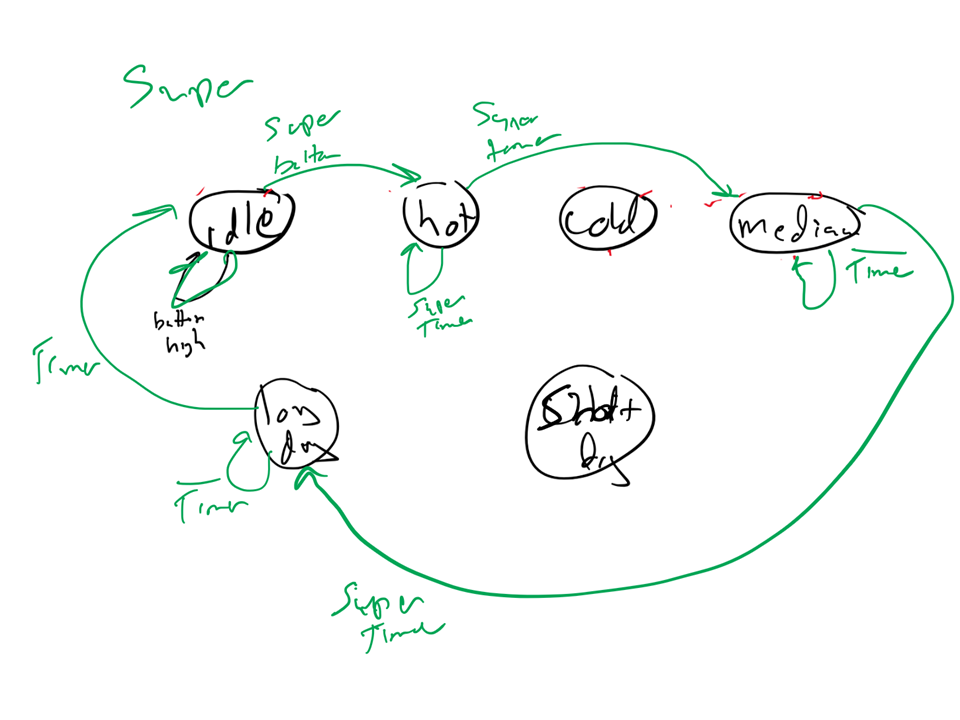 Super
Super
button
Super
timer
idle
hot
cold
median
Time
button
high
Super
Timer
Timer
long
dry
Short
Dry
Timer
Super
Timer